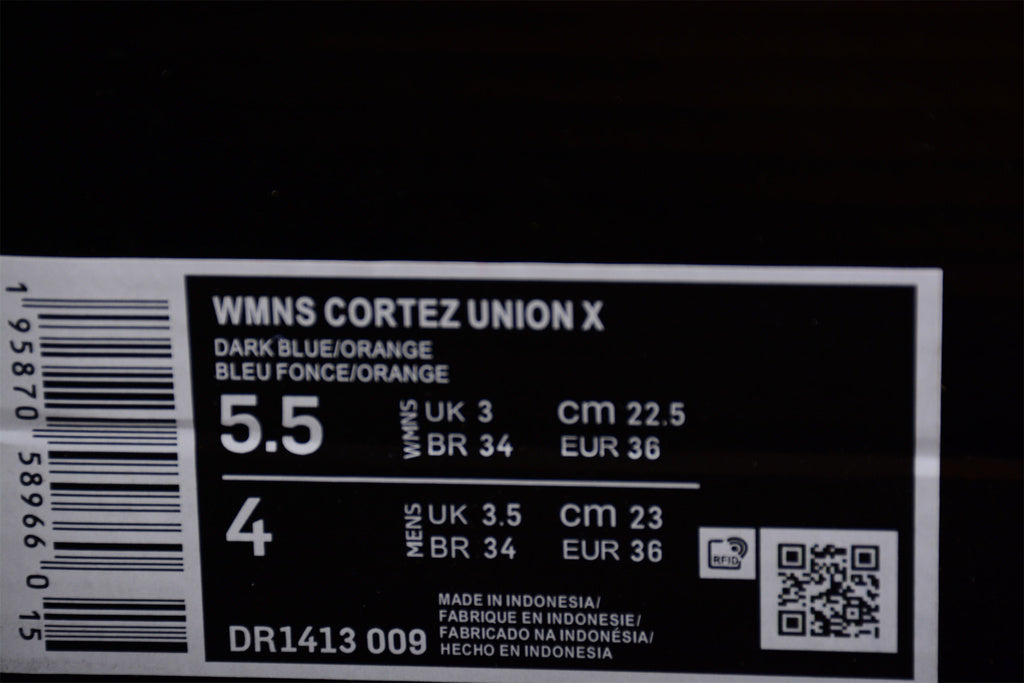 WMNS CORTEZ UNION X
DARK BLUE/ORANGE
BLEU FONCE/ORANGE
5.5 WMNS UK 3 cm 22.5
BR 34 EUR 36
4 MENS UK 3.5 cm 23
BR 34 EUR 36
RFID
DR1413 009
MADE IN INDONESIA/
FABRIQUE EN INDONESIE/
FABRICADO NA INDONÉSIA/
HECHO EN INDONESIA
1 95870 58966 0 15